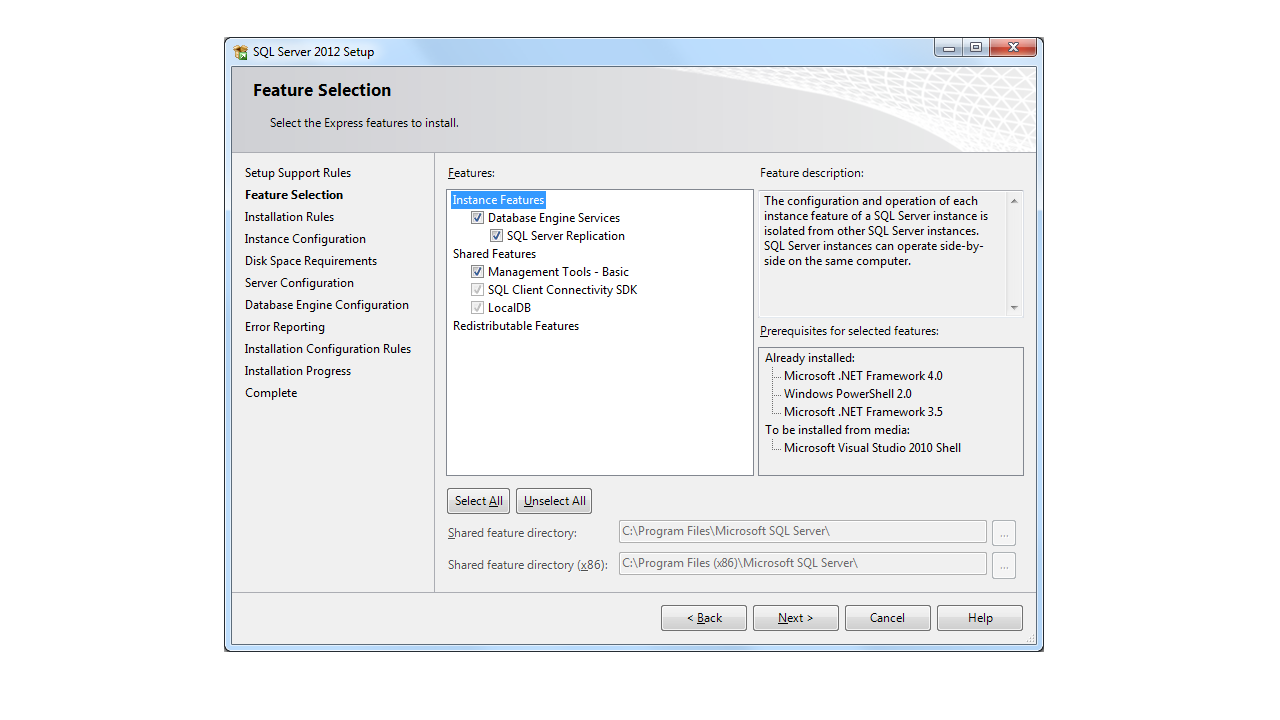 SQL Server 2012 Setup
Feature Selection
Select the Express features to install.
Setup Support Rules
Feature Selection
Installation Rules
Instance Configuration
Disk Space Requirements
Server Configuration
Database Engine Configuration
Error Reporting
Installation Configuration Rules
Installation Progress
Complete
Features:
Instance Features
Database Engine Services
SQL Server Replication
Shared Features
Management Tools - Basic
SQL Client Connectivity SDK
LocalDB
Redistributable Features
Feature description:
The configuration and operation of each
instance feature of a SQL Server instance is
isolated from other SQL Server instances.
SQL Server instances can operate side-by-
side on the same computer.
Prerequisites for selected features:
Already installed:
Microsoft .NET Framework 4.0
Windows PowerShell 2.0
Microsoft .NET Framework 3.5
To be installed from media:
Microsoft Visual Studio 2010 Shell
Select All Unselect All
Shared feature directory: C:\Program Files\Microsoft SQL Server\ ...
Shared feature directory (x86): C:\Program Files (x86)\Microsoft SQL Server\ ...
< Back Next > Cancel Help